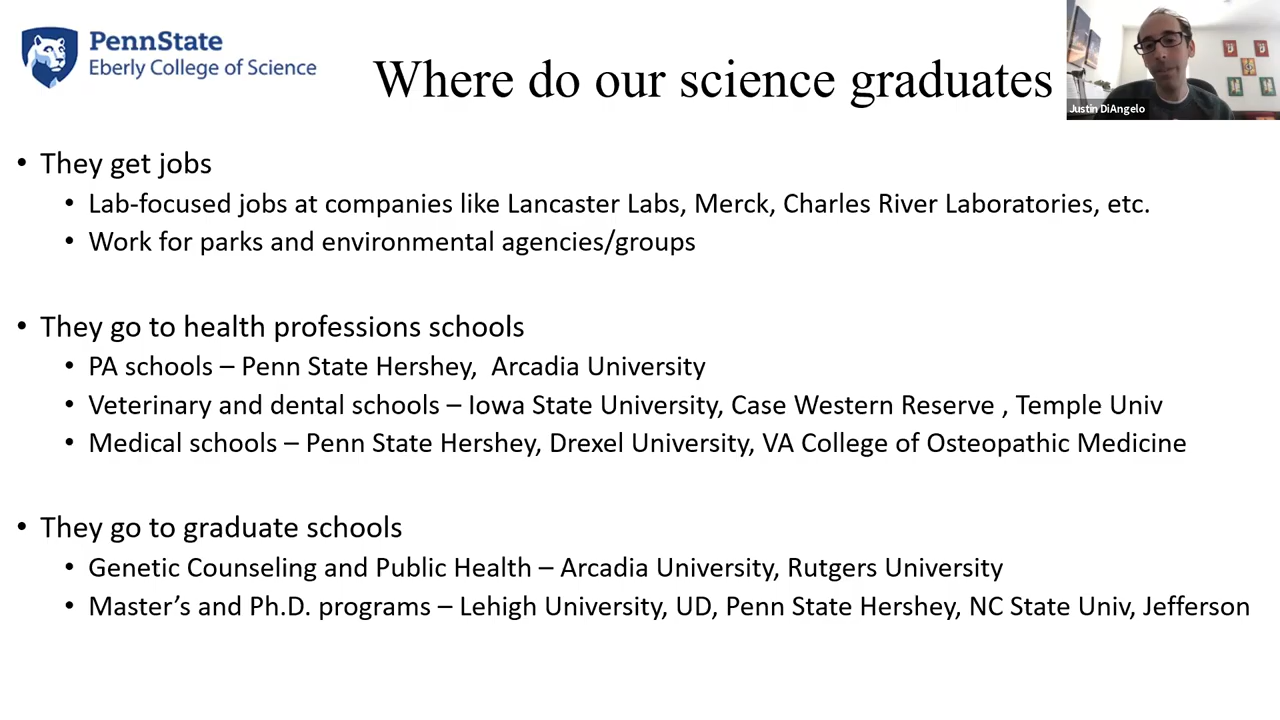 PennState
Eberly College of Science
Where do our science graduates
Justin DiAngelo
• They get jobs
• Lab-focused jobs at companies like Lancaster Labs, Merck, Charles River Laboratories, etc.
• Work for parks and environmental agencies/groups
• They go to health professions schools
• PA schools – Penn State Hershey,  Arcadia University
• Veterinary and dental schools – Iowa State University, Case Western Reserve , Temple Univ
• Medical schools – Penn State Hershey, Drexel University, VA College of Osteopathic Medicine
• They go to graduate schools
• Genetic Counseling and Public Health – Arcadia University, Rutgers University
• Master’s and Ph.D. programs – Lehigh University, UD, Penn State Hershey, NC State Univ, Jefferson